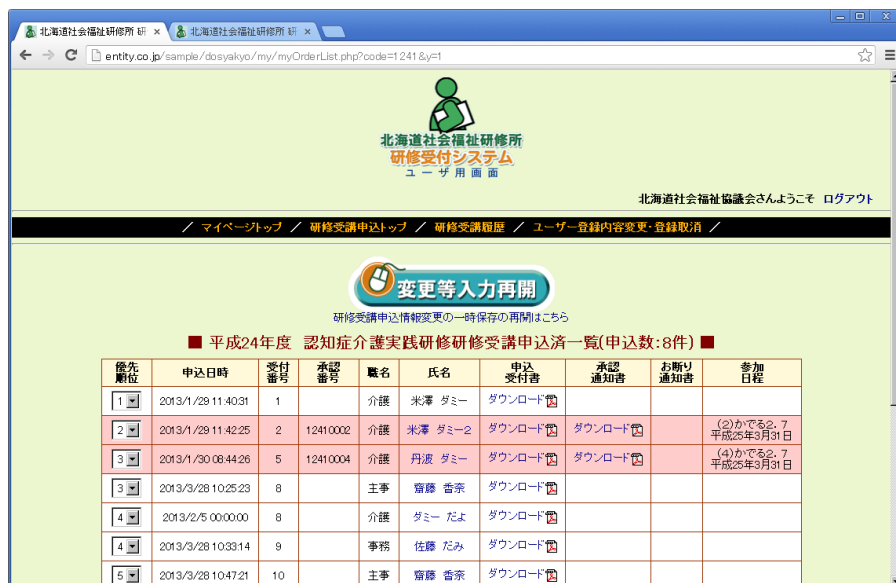 北海道社会福祉研修所 研
北海道社会福祉研修所 研
entity.co.jp/sample/dosyakyo/my/myOrderList.php?code=1241&y=1
北海道社会福祉研修所
研修受付システム
ユーザ用画面
北海道社会福祉協議会さんようこそ ログアウト
/ マイページトップ / 研修受講申込トップ / 研修受講履歴 / ユーザー登録内容変更・登録取消 /
変更等入力再開
研修受講申込情報変更の一時保存の再開はこちら
■ 平成24年度 認知症介護実践研修研修受講申込済一覧(申込数:8件) ■
優先順位 申込日時 受付番号 承認番号 職名 氏名 申込受付書 承認通知書 お断り通知書 参加日程
1 2013/1/29 11:40:31 1 介護 米澤 ダミー ダウンロード
2 2013/1/29 11:42:25 2 12410002 介護 米澤 ダミー2 ダウンロード ダウンロード (2)かでる2.7 平成25年3月31日
3 2013/1/30 08:44:26 5 12410004 介護 丹波 ダミー ダウンロード ダウンロード (4)かでる2.7 平成25年3月31日
3 2013/3/28 10:25:23 8 主事 齋藤 香奈 ダウンロード
4 2013/2/5 00:00:00 8 介護 ダミー だよ ダウンロード
4 2013/3/28 10:33:14 9 事務 佐藤 だみ ダウンロード
5 2013/3/28 10:47:21 10 主事 齋藤 香奈 ダウンロード